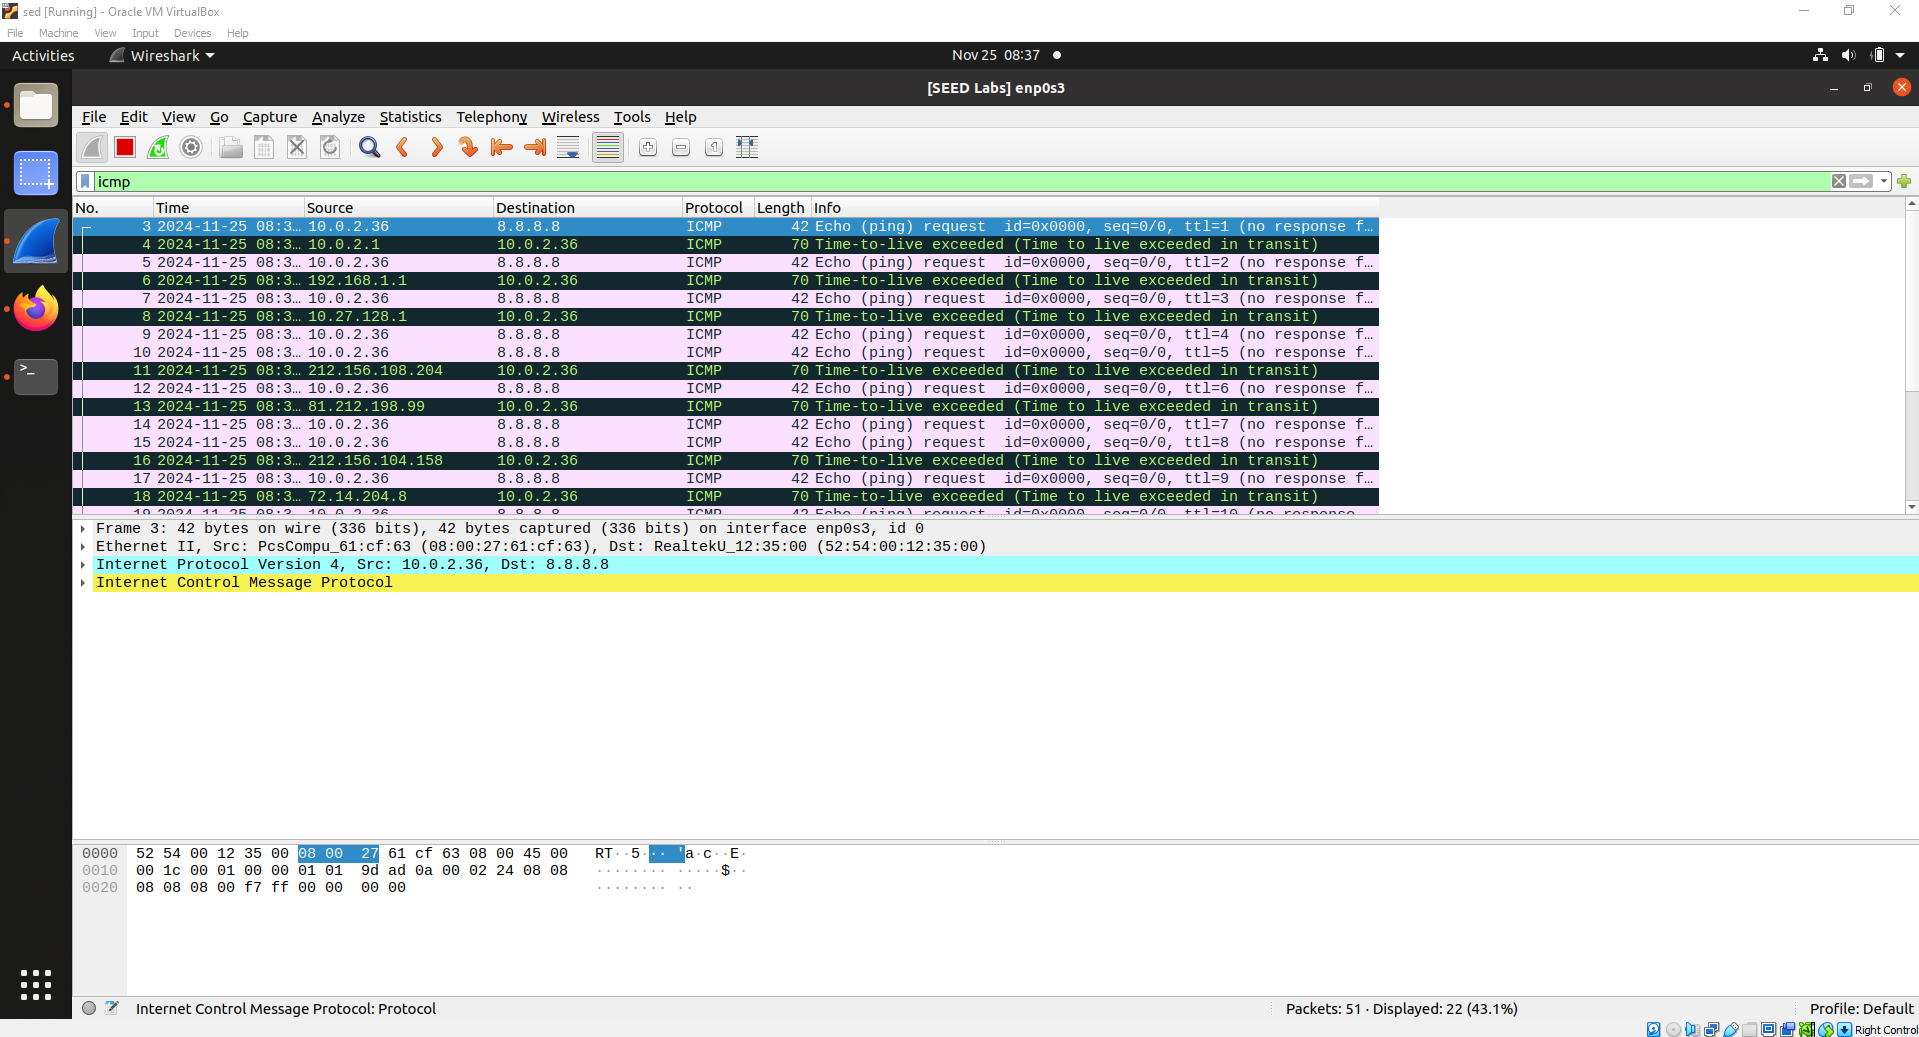 sed [Running] - Oracle VM VirtualBox
File Machine View Input Devices Help
Activities Wireshark Nov 25 08:37
[SEED Labs] enp0s3
File Edit View Go Capture Analyze Statistics Telephony Wireless Tools Help
icmp
No. Time Source Destination Protocol Length Info
3 2024-11-25 08:3… 10.0.2.36 8.8.8.8 ICMP 42 Echo (ping) request id=0x0000, seq=0/0, ttl=1 (no response f…
4 2024-11-25 08:3… 10.0.2.1 10.0.2.36 ICMP 70 Time-to-live exceeded (Time to live exceeded in transit)
5 2024-11-25 08:3… 10.0.2.36 8.8.8.8 ICMP 42 Echo (ping) request id=0x0000, seq=0/0, ttl=2 (no response f…
6 2024-11-25 08:3… 192.168.1.1 10.0.2.36 ICMP 70 Time-to-live exceeded (Time to live exceeded in transit)
7 2024-11-25 08:3… 10.0.2.36 8.8.8.8 ICMP 42 Echo (ping) request id=0x0000, seq=0/0, ttl=3 (no response f…
8 2024-11-25 08:3… 10.27.128.1 10.0.2.36 ICMP 70 Time-to-live exceeded (Time to live exceeded in transit)
9 2024-11-25 08:3… 10.0.2.36 8.8.8.8 ICMP 42 Echo (ping) request id=0x0000, seq=0/0, ttl=4 (no response f…
10 2024-11-25 08:3… 10.0.2.36 8.8.8.8 ICMP 42 Echo (ping) request id=0x0000, seq=0/0, ttl=5 (no response f…
11 2024-11-25 08:3… 212.156.108.204 10.0.2.36 ICMP 70 Time-to-live exceeded (Time to live exceeded in transit)
12 2024-11-25 08:3… 10.0.2.36 8.8.8.8 ICMP 42 Echo (ping) request id=0x0000, seq=0/0, ttl=6 (no response f…
13 2024-11-25 08:3… 81.212.198.99 10.0.2.36 ICMP 70 Time-to-live exceeded (Time to live exceeded in transit)
14 2024-11-25 08:3… 10.0.2.36 8.8.8.8 ICMP 42 Echo (ping) request id=0x0000, seq=0/0, ttl=7 (no response f…
15 2024-11-25 08:3… 10.0.2.36 8.8.8.8 ICMP 42 Echo (ping) request id=0x0000, seq=0/0, ttl=8 (no response f…
16 2024-11-25 08:3… 212.156.104.158 10.0.2.36 ICMP 70 Time-to-live exceeded (Time to live exceeded in transit)
17 2024-11-25 08:3… 10.0.2.36 8.8.8.8 ICMP 42 Echo (ping) request id=0x0000, seq=0/0, ttl=9 (no response f…
18 2024-11-25 08:3… 72.14.204.8 10.0.2.36 ICMP 70 Time-to-live exceeded (Time to live exceeded in transit)
Frame 3: 42 bytes on wire (336 bits), 42 bytes captured (336 bits) on interface enp0s3, id 0
Ethernet II, Src: PcsCompu_61:cf:63 (08:00:27:61:cf:63), Dst: RealtekU_12:35:00 (52:54:00:12:35:00)
Internet Protocol Version 4, Src: 10.0.2.36, Dst: 8.8.8.8
Internet Control Message Protocol
0000 52 54 00 12 35 00 08 00 27 61 cf 63 08 00 45 00 RT··5··· 'a·c··E·
0010 00 1c 00 01 00 00 01 01 9d ad 0a 00 02 24 08 08 ········ ·····$··
0020 08 08 08 00 f7 ff 00 00 00 00 ········ ··
Internet Control Message Protocol: Protocol Packets: 51 · Displayed: 22 (43.1%) Profile: Default
Right Control